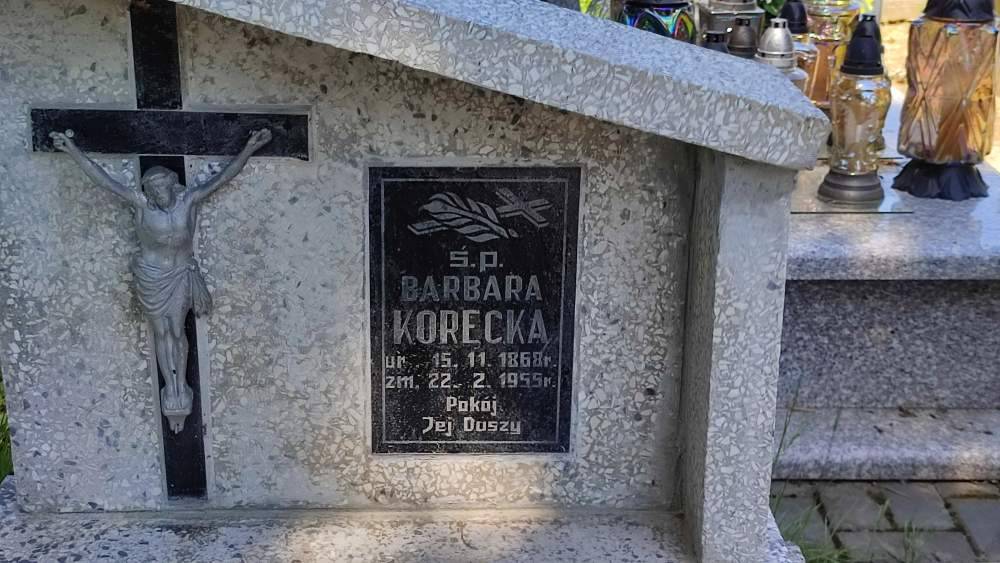 ś.p.
BARBARA
KORECKA
ur. 15. 11. 1868r.
zm. 22. 2. 1955r.
Pokój
Jej Duszy